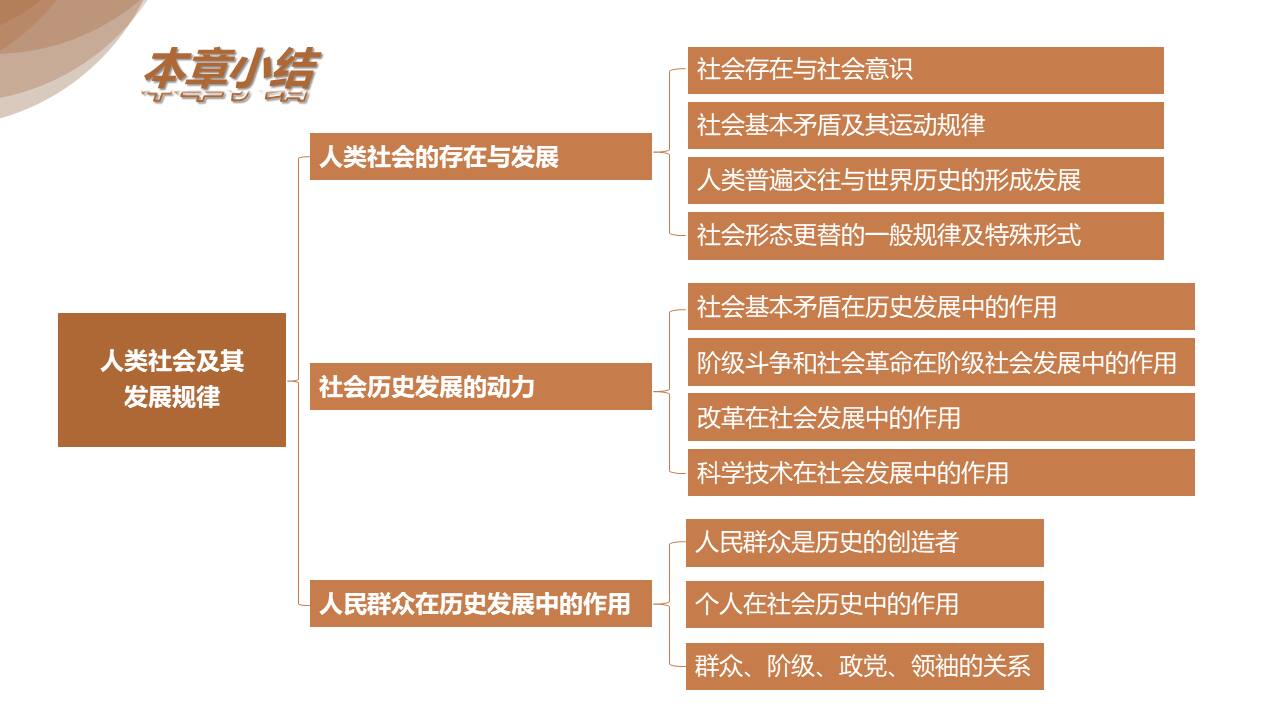 本章小结
人类社会及其
发展规律
人类社会的存在与发展
社会存在与社会意识
社会基本矛盾及其运动规律
人类普遍交往与世界历史的形成发展
社会形态更替的一般规律及特殊形式
社会历史发展的动力
社会基本矛盾在历史发展中的作用
阶级斗争和社会革命在阶级社会发展中的作用
改革在社会发展中的作用
科学技术在社会发展中的作用
人民群众在历史发展中的作用
人民群众是历史的创造者
个人在社会历史中的作用
群众、阶级、政党、领袖的关系